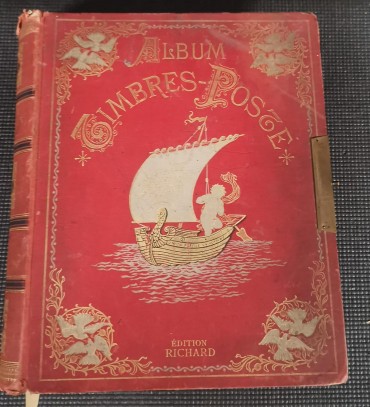 ALBUM
TIMBRES-POSTE
ÉDITION
RICHARD